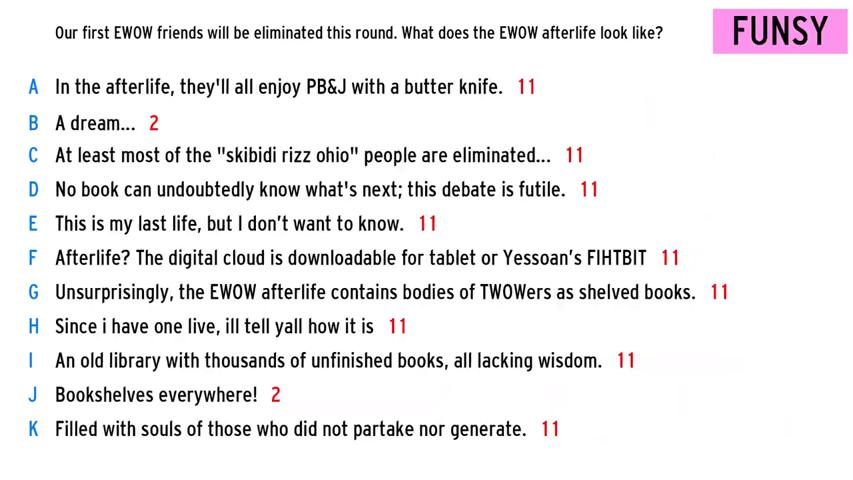 Our first EWOW friends will be eliminated this round. What does the EWOW afterlife look like?
FUNSY
A In the afterlife, they'll all enjoy PB&J with a butter knife. 11
B A dream... 2
C At least most of the "skibidi rizz ohio" people are eliminated... 11
D No book can undoubtedly know what's next; this debate is futile. 11
E This is my last life, but I don’t want to know. 11
F Afterlife? The digital cloud is downloadable for tablet or Yessoan’s FIHTBIT 11
G Unsurprisingly, the EWOW afterlife contains bodies of TWOWers as shelved books. 11
H Since i have one live, ill tell yall how it is 11
I An old library with thousands of unfinished books, all lacking wisdom. 11
J Bookshelves everywhere! 2
K Filled with souls of those who did not partake nor generate. 11